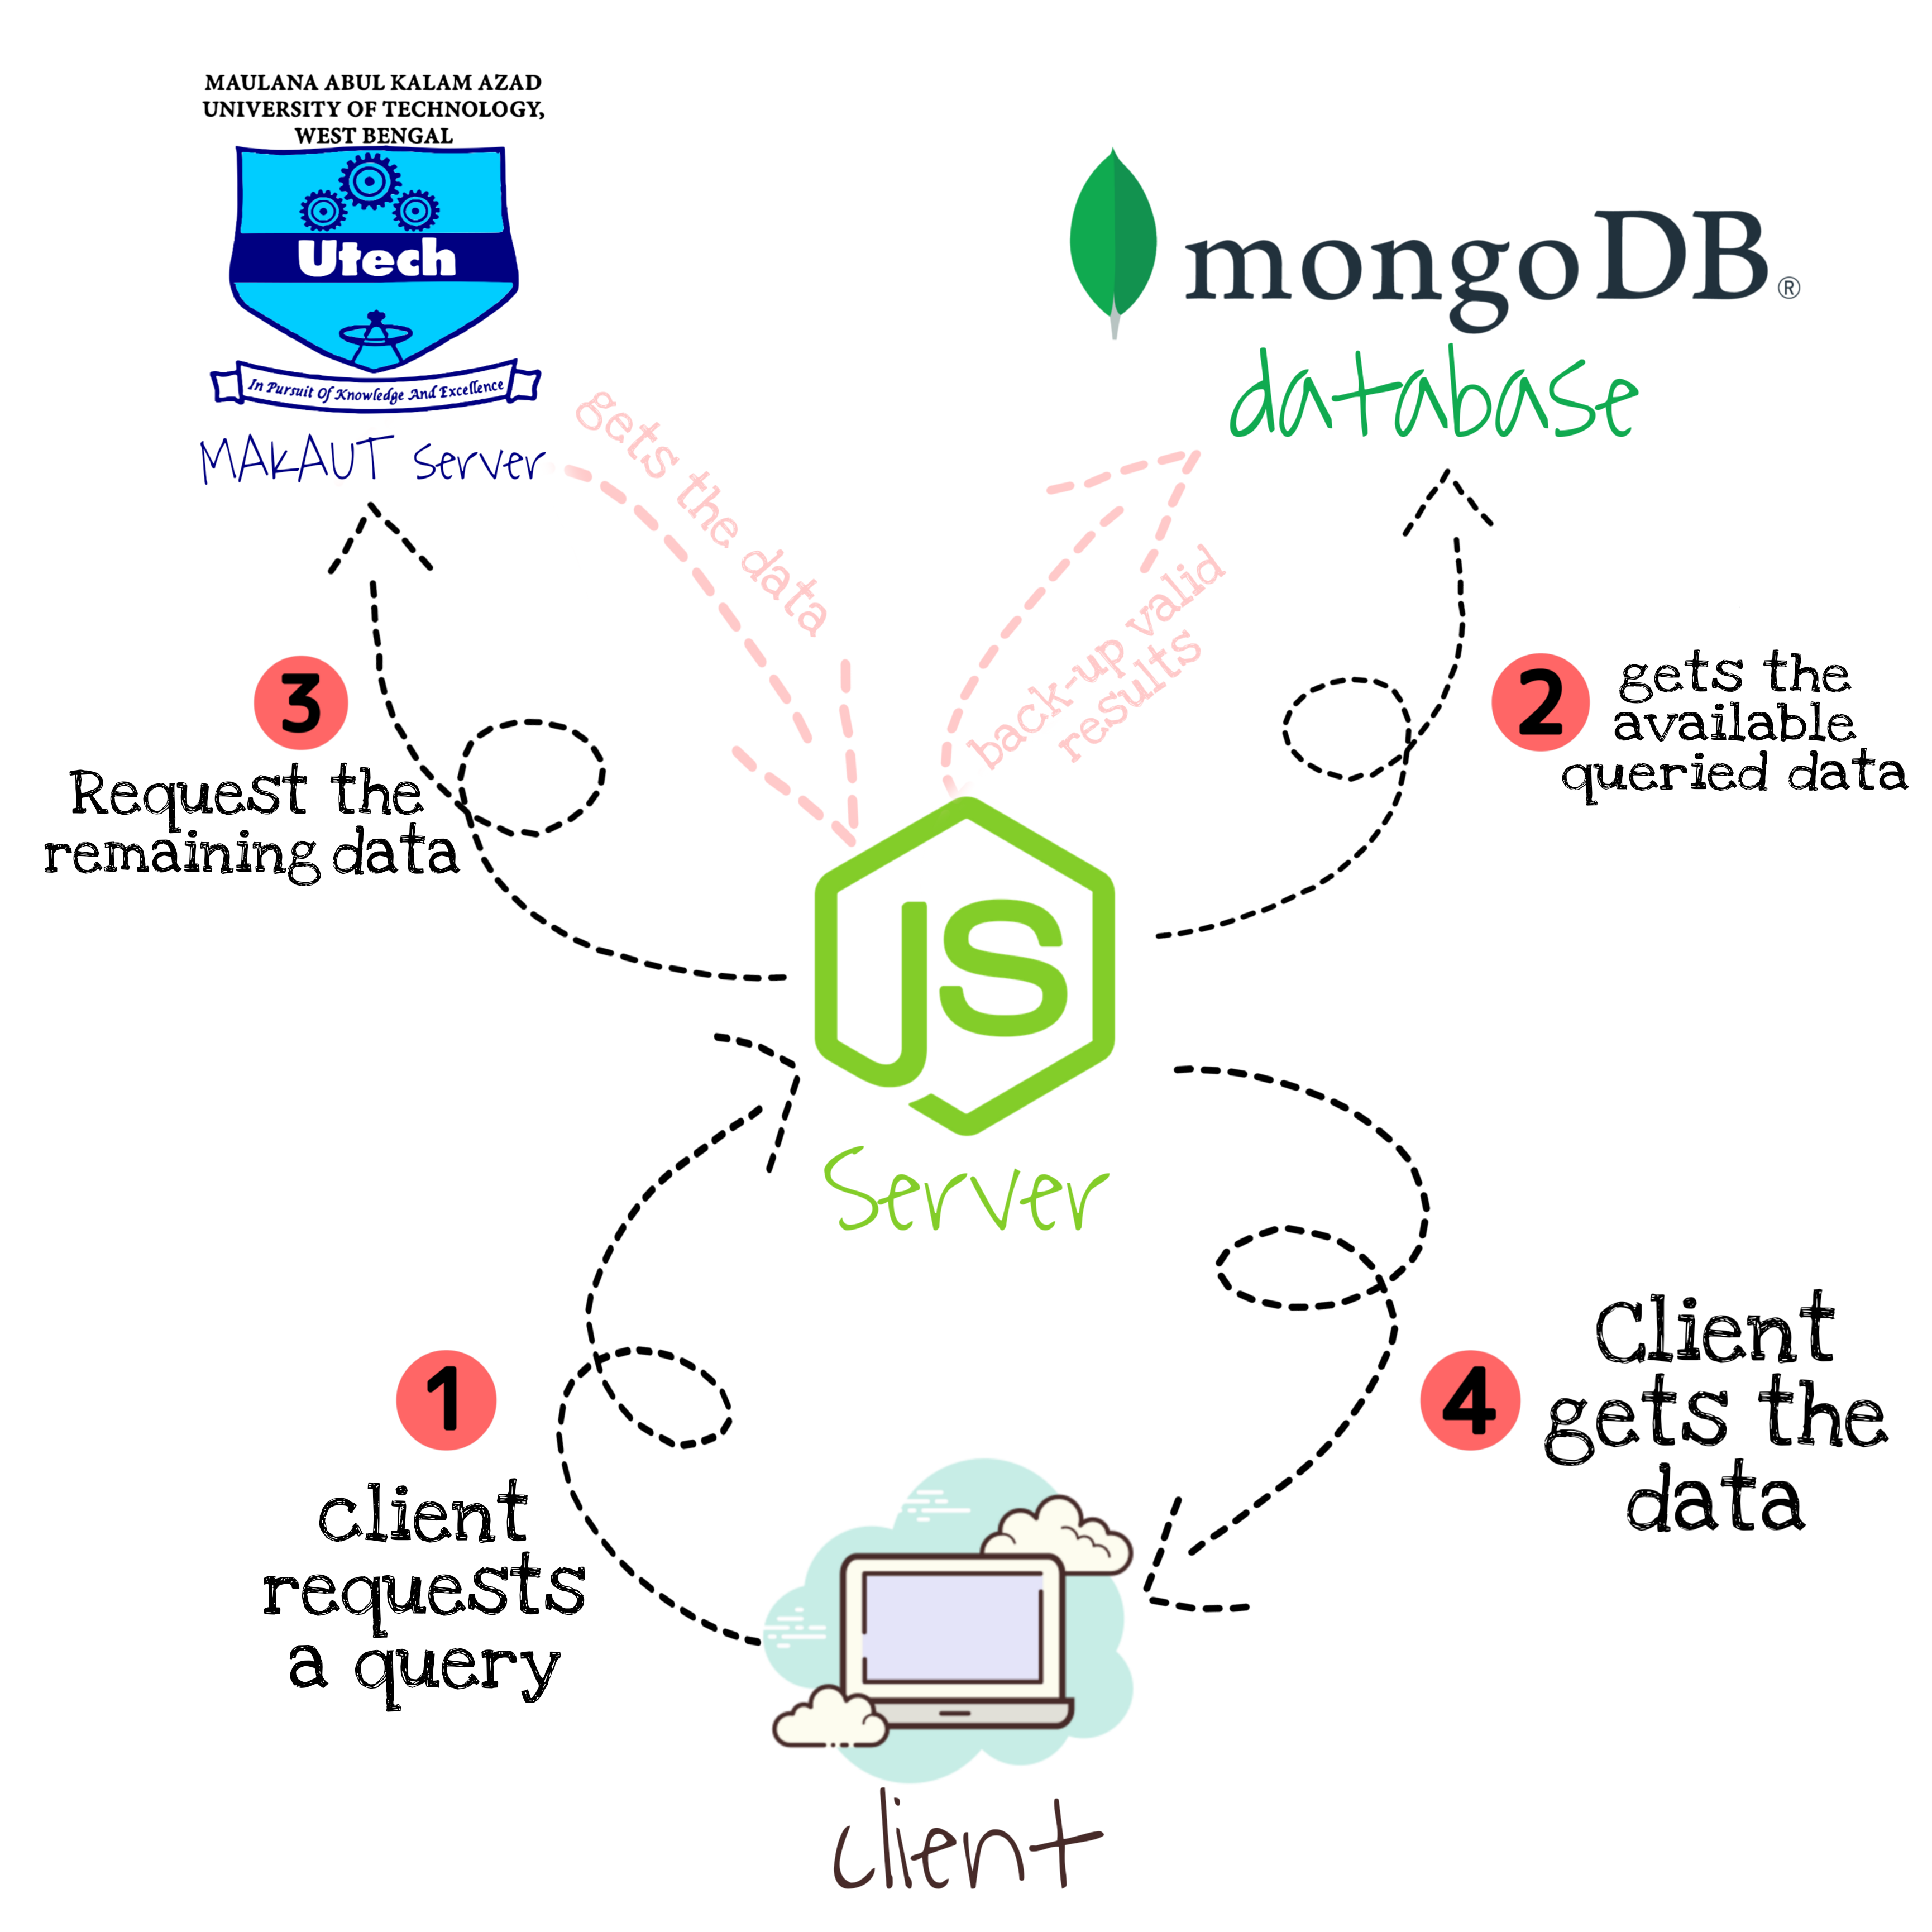 MAULANA ABUL KALAM AZAD
UNIVERSITY OF TECHNOLOGY,
WEST BENGAL
Utech
In Pursuit Of Knowledge And Excellence
MAKAUT Server
mongoDB®
database
gets the data
back-up valid
results
3
Request the
remaining data
2
gets the
available
queried data
JS
Server
1
client
requests
a query
4
Client
gets the
data
client